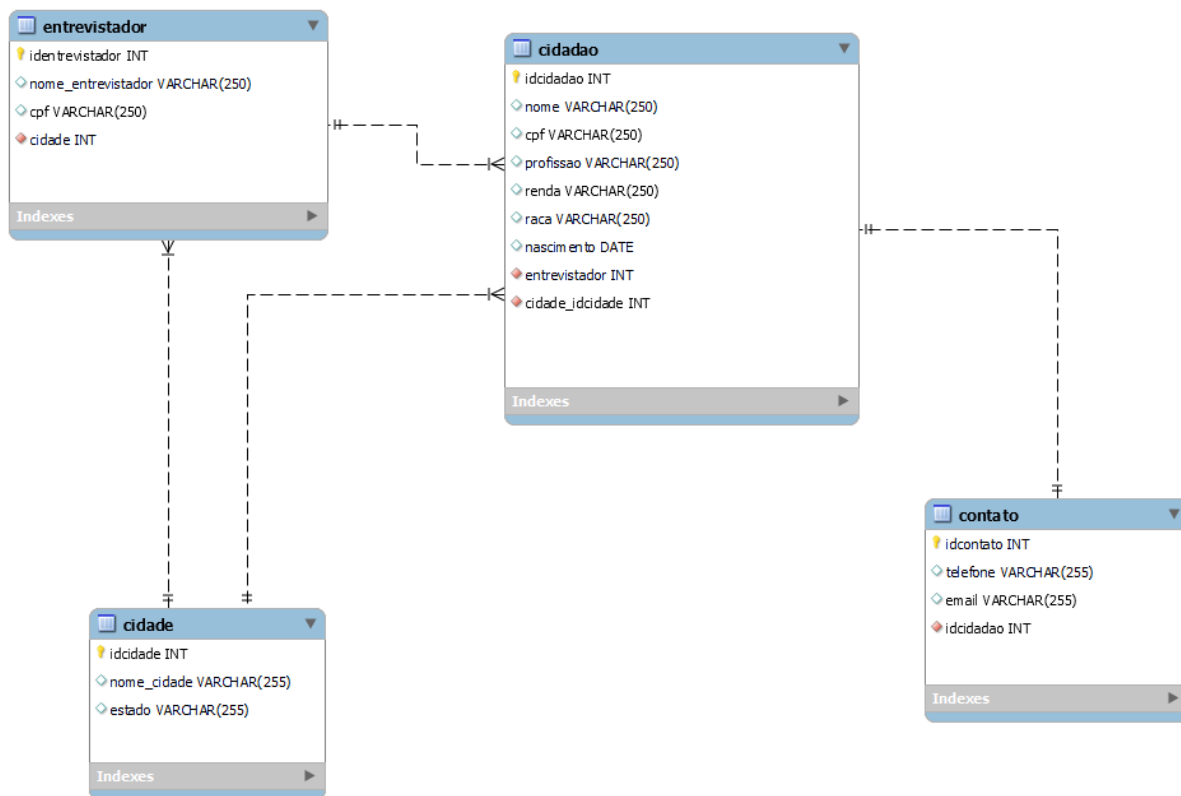 entrevistador
identrevistador INT
nome_entrevistador VARCHAR(250)
cpf VARCHAR(250)
cidade INT
Indexes
cidadao
idcidadao INT
nome VARCHAR(250)
cpf VARCHAR(250)
profissao VARCHAR(250)
renda VARCHAR(250)
raca VARCHAR(250)
nascimento DATE
entrevistador INT
cidade_idcidade INT
Indexes
cidade
idcidade INT
nome_cidade VARCHAR(255)
estado VARCHAR(255)
Indexes
contato
idcontato INT
telefone VARCHAR(255)
email VARCHAR(255)
idcidadao INT
Indexes